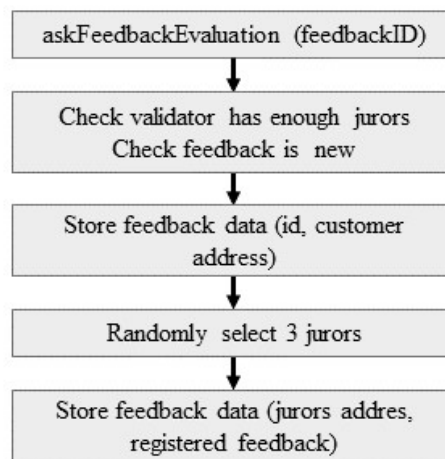 askFeedbackEvaluation (feedbackID)
Check validator has enough jurors
Check feedback is new
Store feedback data (id, customer
address)
Randomly select 3 jurors
Store feedback data (jurors addres,
registered feedback)